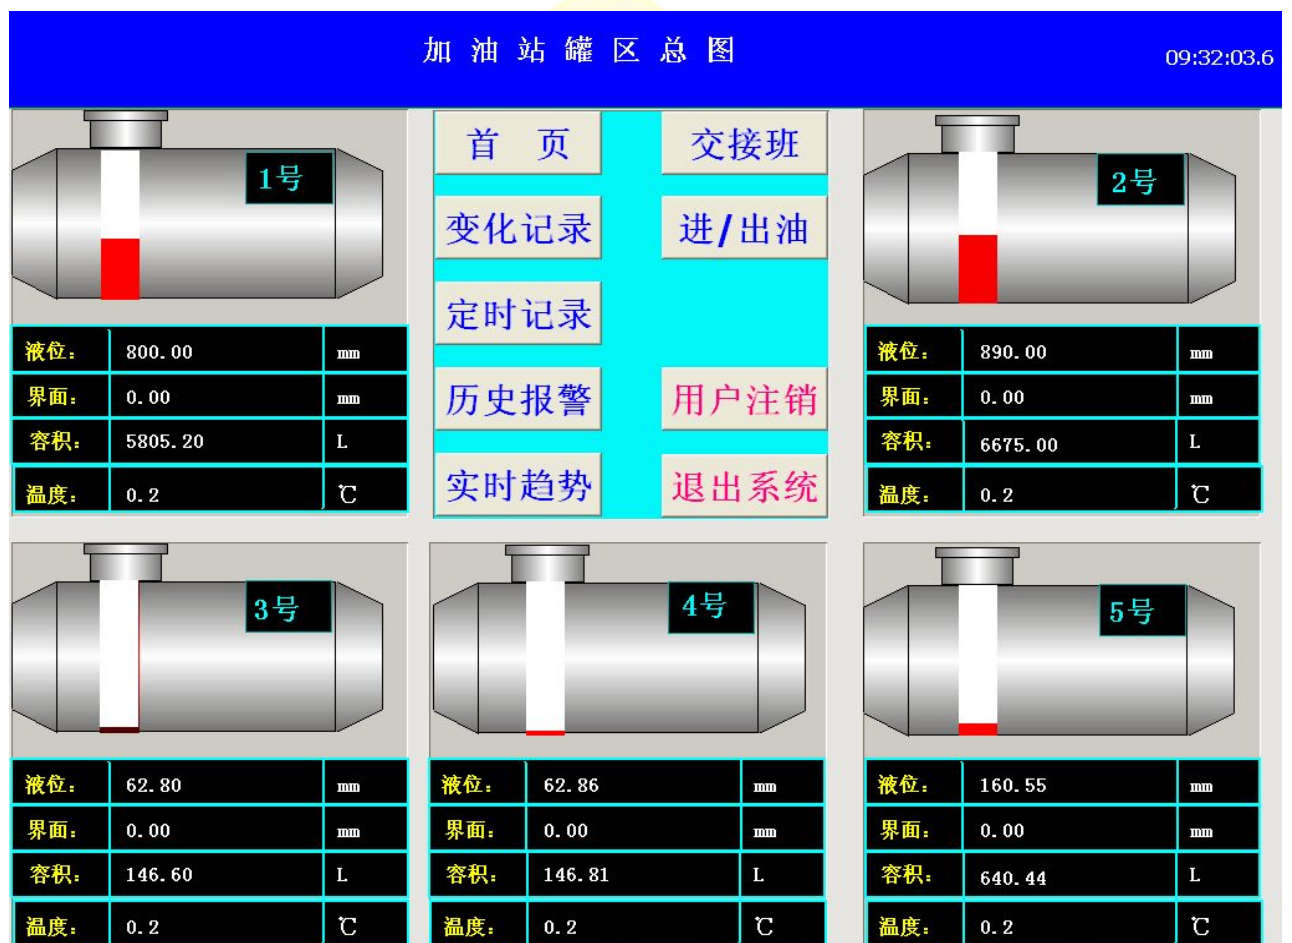 加油站罐区总图
09:32:03.6
1号
液位： 800.00 mm
界面： 0.00 mm
容积： 5805.20 L
温度： 0.2 ℃
首 页
交接班
变化记录
进/出油
定时记录
历史报警
用户注销
实时趋势
退出系统
2号
液位： 890.00 mm
界面： 0.00 mm
容积： 6675.00 L
温度： 0.2 ℃
3号
液位： 62.80 mm
界面： 0.00 mm
容积： 146.60 L
温度： 0.2 ℃
4号
液位： 62.86 mm
界面： 0.00 mm
容积： 146.81 L
温度： 0.2 ℃
5号
液位： 160.55 mm
界面： 0.00 mm
容积： 640.44 L
温度： 0.2 ℃